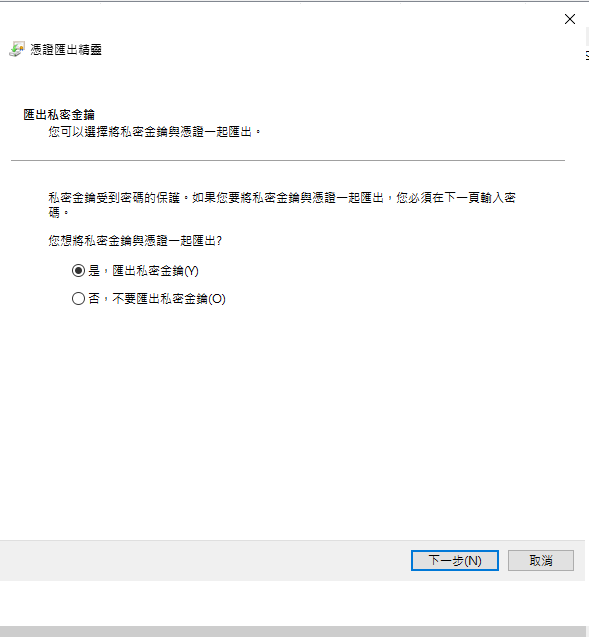 憑證匯出精靈
匯出私密金鑰
您可以選擇將私密金鑰與憑證一起匯出。
私密金鑰受到密碼的保護。如果您要將私密金鑰與憑證一起匯出，您必須在下一頁輸入密
碼。
您想將私密金鑰與憑證一起匯出?
是，匯出私密金鑰(Y)
否，不要匯出私密金鑰(O)
下一步(N)
取消